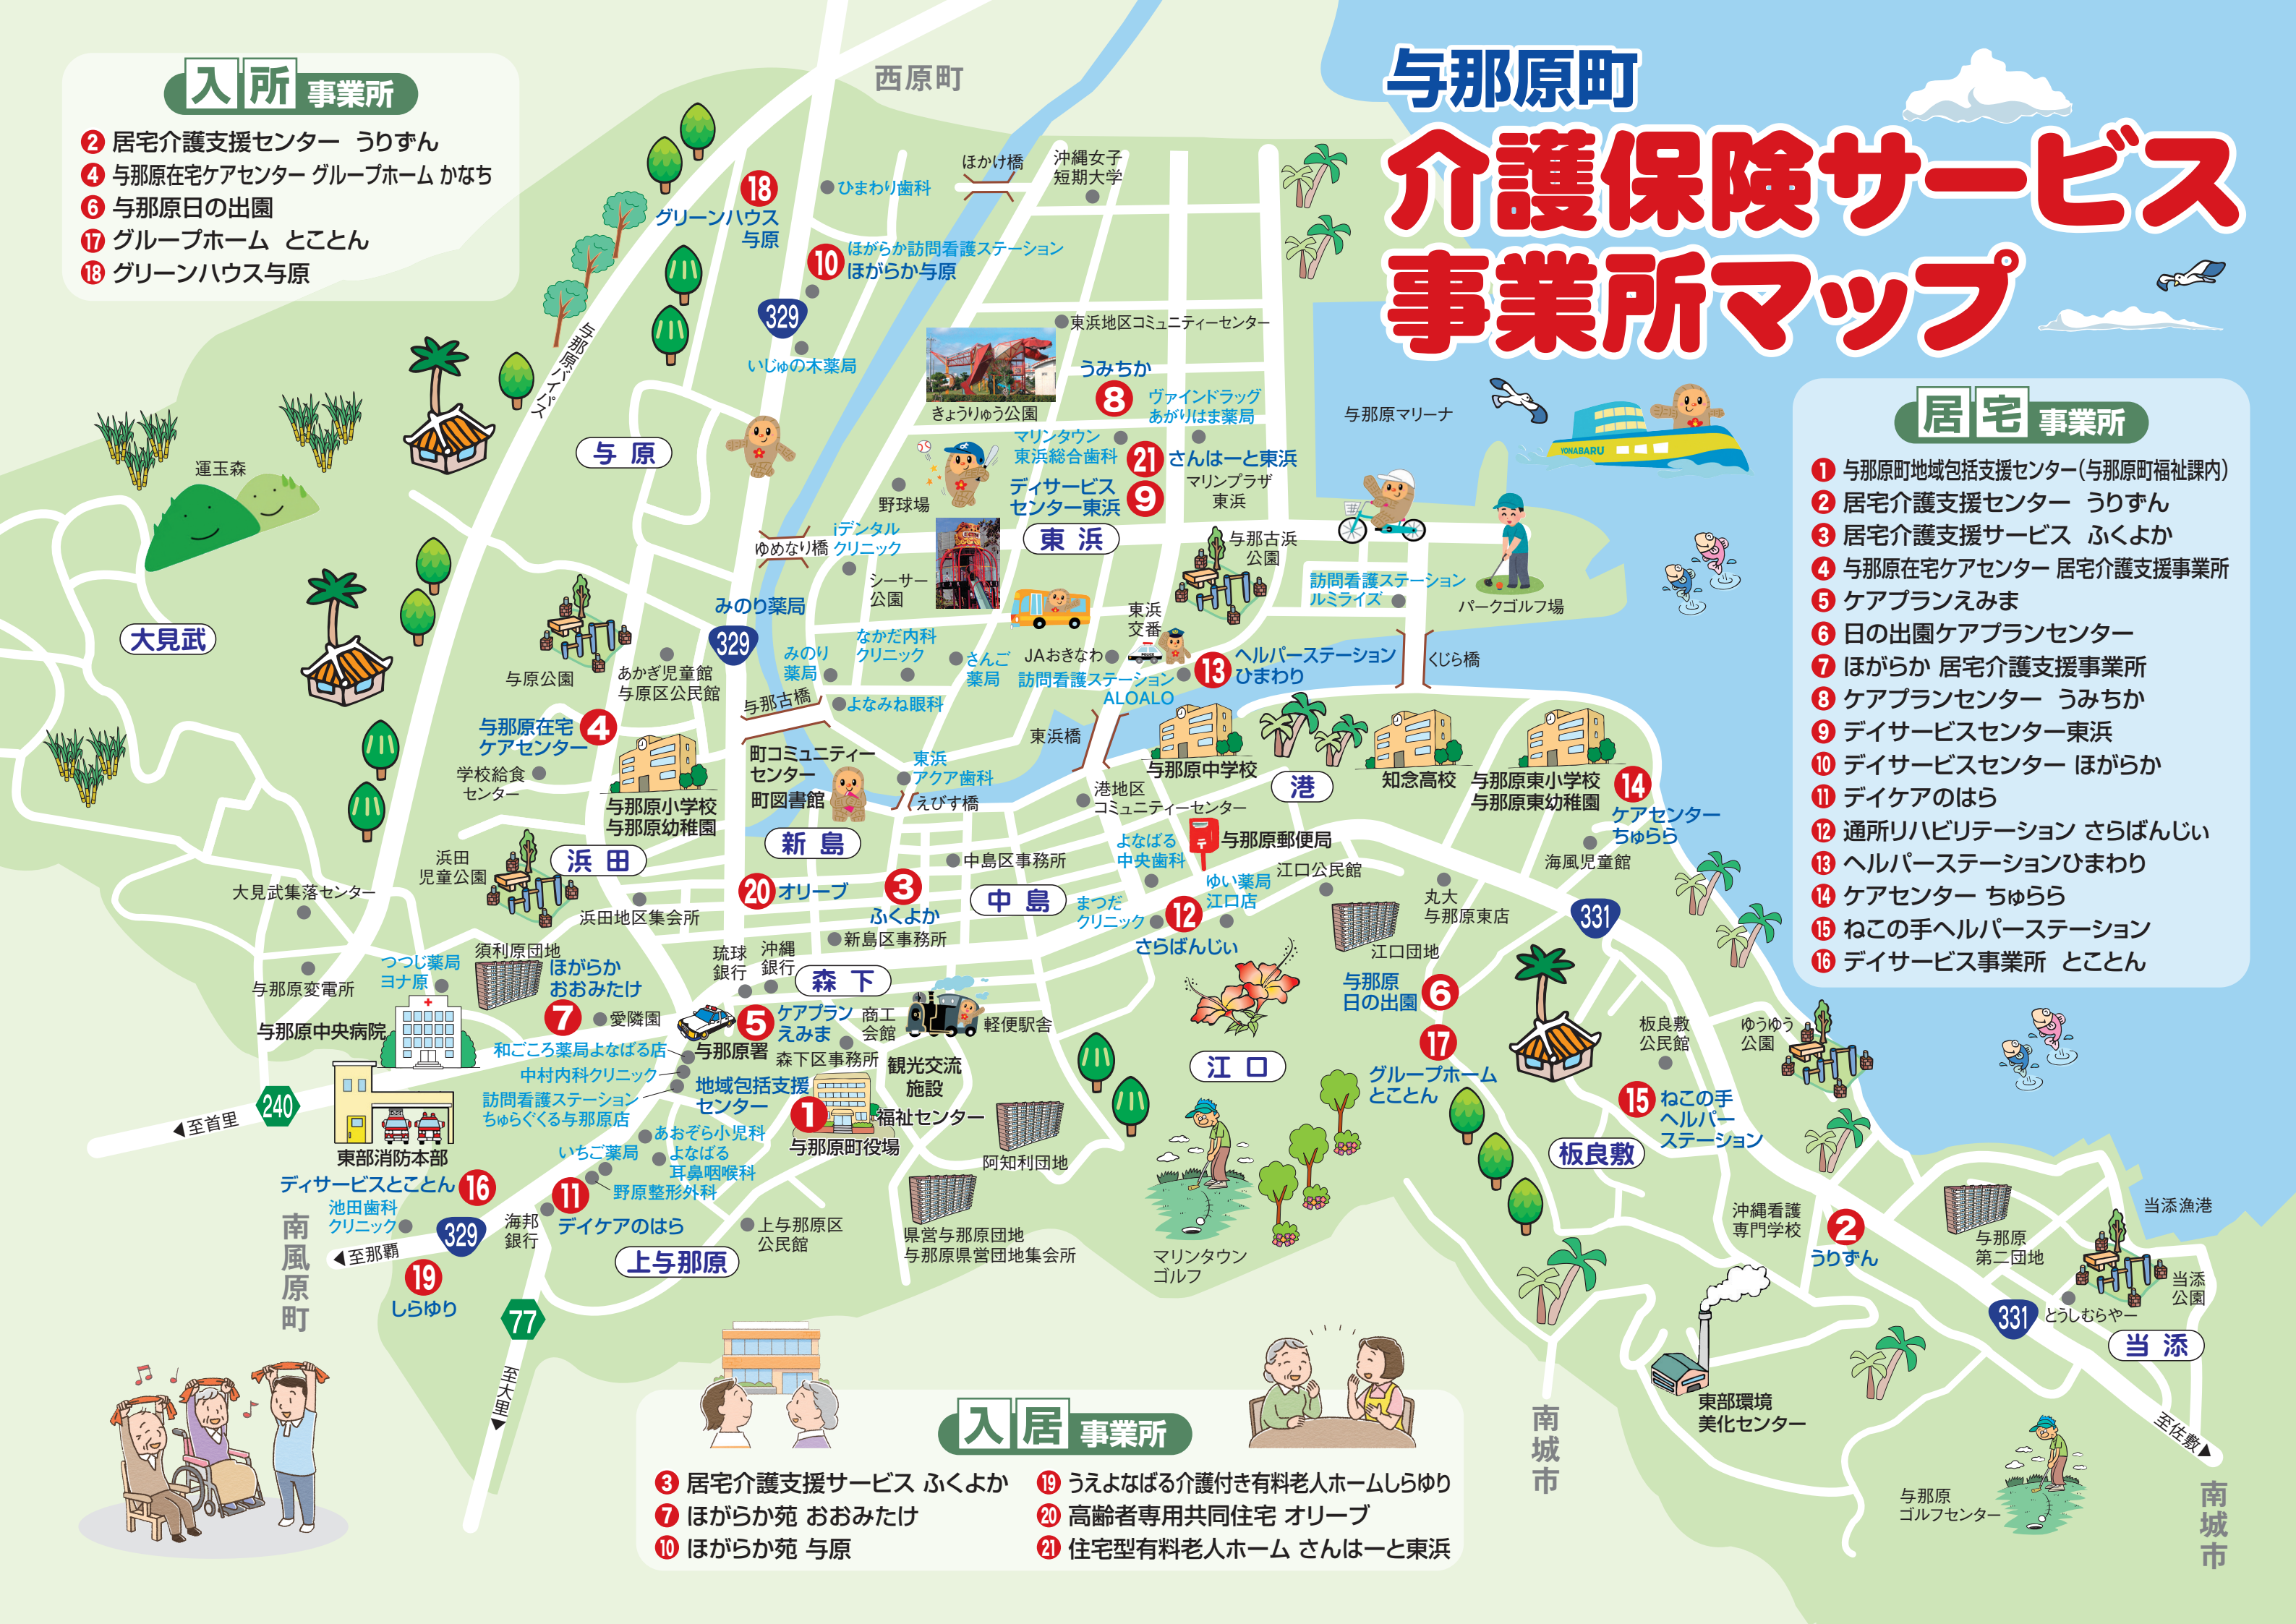 与那原町
介護保険サービス
事業所マップ
入所事業所
2 居宅介護支援センター うりずん
4 与那原在宅ケアセンター グループホーム かなち
6 与那原日の出園
17 グループホーム とことん
18 グリーンハウス与原
居宅事業所
1 与那原町地域包括支援センター(与那原町福祉課内)
2 居宅介護支援センター うりずん
3 居宅介護支援サービス ふくよか
4 与那原在宅ケアセンター 居宅介護支援事業所
5 ケアプランえみま
6 日の出園ケアプランセンター
7 ほがらか 居宅介護支援事業所
8 ケアプランセンター うみちか
9 デイサービスセンター東浜
10 デイサービスセンター ほがらか
11 デイケアのはら
12 通所リハビリテーション さらばんじぃ
13 ヘルパーステーションひまわり
14 ケアセンター ちゅらら
15 ねこの手ヘルパーステーション
16 デイサービス事業所 とことん
入居事業所
3 居宅介護支援サービス ふくよか
7 ほがらか苑 おおみたけ
10 ほがらか苑 与原
19 うえよなばる介護付き有料老人ホームしらゆり
20 高齢者専用共同住宅 オリーブ
21 住宅型有料老人ホーム さんはーと東浜
西原町
ほかけ橋
沖縄女子
短期大学
18
グリーンハウス
与原
ひまわり歯科
10
ほがらか訪問看護ステーション
ほがらか与原
329
いじゅの木薬局
与那原バイパス
東浜地区コミュニティーセンター
きょうりゅう公園
うみちか
8
ヴァインドラッグ
あがりはま薬局
マリンタウン
東浜総合歯科
21
さんはーと東浜
マリンプラザ
東浜
ディサービス
センター東浜
9
野球場
与那原マリーナ
YONABARU
与原
運玉森
東浜
ゆめなり橋
iデンタル
クリニック
シーサー
公園
与那古浜
公園
訪問看護ステーション
ルミライズ
パークゴルフ場
大見武
みのり薬局
329
与原公園
あかぎ児童館
与原区公民館
みのり
薬局
なかだ内科
クリニック
さんご
薬局
東浜
交番
JAおきなわ
訪問看護ステーション
ALOALO
13
ヘルパーステーション
ひまわり
くじら橋
与那古橋
よなみね眼科
与那原在宅
ケアセンター
4
学校給食
センター
与那原小学校
与那原幼稚園
町コミュニティー
センター
町図書館
東浜
アクア歯科
えびす橋
東浜橋
与那原中学校
港
知念高校
与那原東小学校
与那原東幼稚園
14
ケアセンター
ちゅらら
海風児童館
港地区
コミュニティーセンター
新島
浜田
浜田
児童公園
浜田地区集会所
大見武集落センター
20
オリーブ
3
ふくよか
中島区事務所
中島
よなばる
中央歯科
与那原郵便局
ゆい薬局
江口店
江口公民館
まつだ
クリニック
12
さらばんじぃ
丸大
与那原東店
江口団地
331
新島区事務所
琉球
銀行
沖縄
銀行
森下
須利原団地
ほがらか
おおみたけ
7
愛隣園
つつじ薬局
ヨナ原
与那原変電所
与那原中央病院
5
ケアプラン
えみま
商工
会館
軽便駅舎
与那原署
森下区事務所
観光交流
施設
和ごころ薬局よなばる店
中村内科クリニック
訪問看護ステーション
ちゅらぐくる与那原店
地域包括支援
センター
1
福祉センター
与那原町役場
与那原
日の出園
6
17
グループホーム
とことん
江口
板良敷
公民館
ゆうゆう
公園
15
ねこの手
ヘルパー
ステーション
板良敷
240
至首里
東部消防本部
ディサービスとことん
16
池田歯科
クリニック
329
至那覇
19
しらゆり
南風原町
あおぞら小児科
いちご薬局
よなばる
耳鼻咽喉科
野原整形外科
11
デイケアのはら
海邦
銀行
上与那原区
公民館
上与那原
77
至大里
阿知利団地
県営与那原団地
与那原県営団地集会所
マリンタウン
ゴルフ
沖縄看護
専門学校
2
うりずん
与那原
第二団地
当添漁港
当添
公園
とうしむらやー
331
当添
東部環境
美化センター
至佐敷
南城市
与那原
ゴルフセンター
南城市